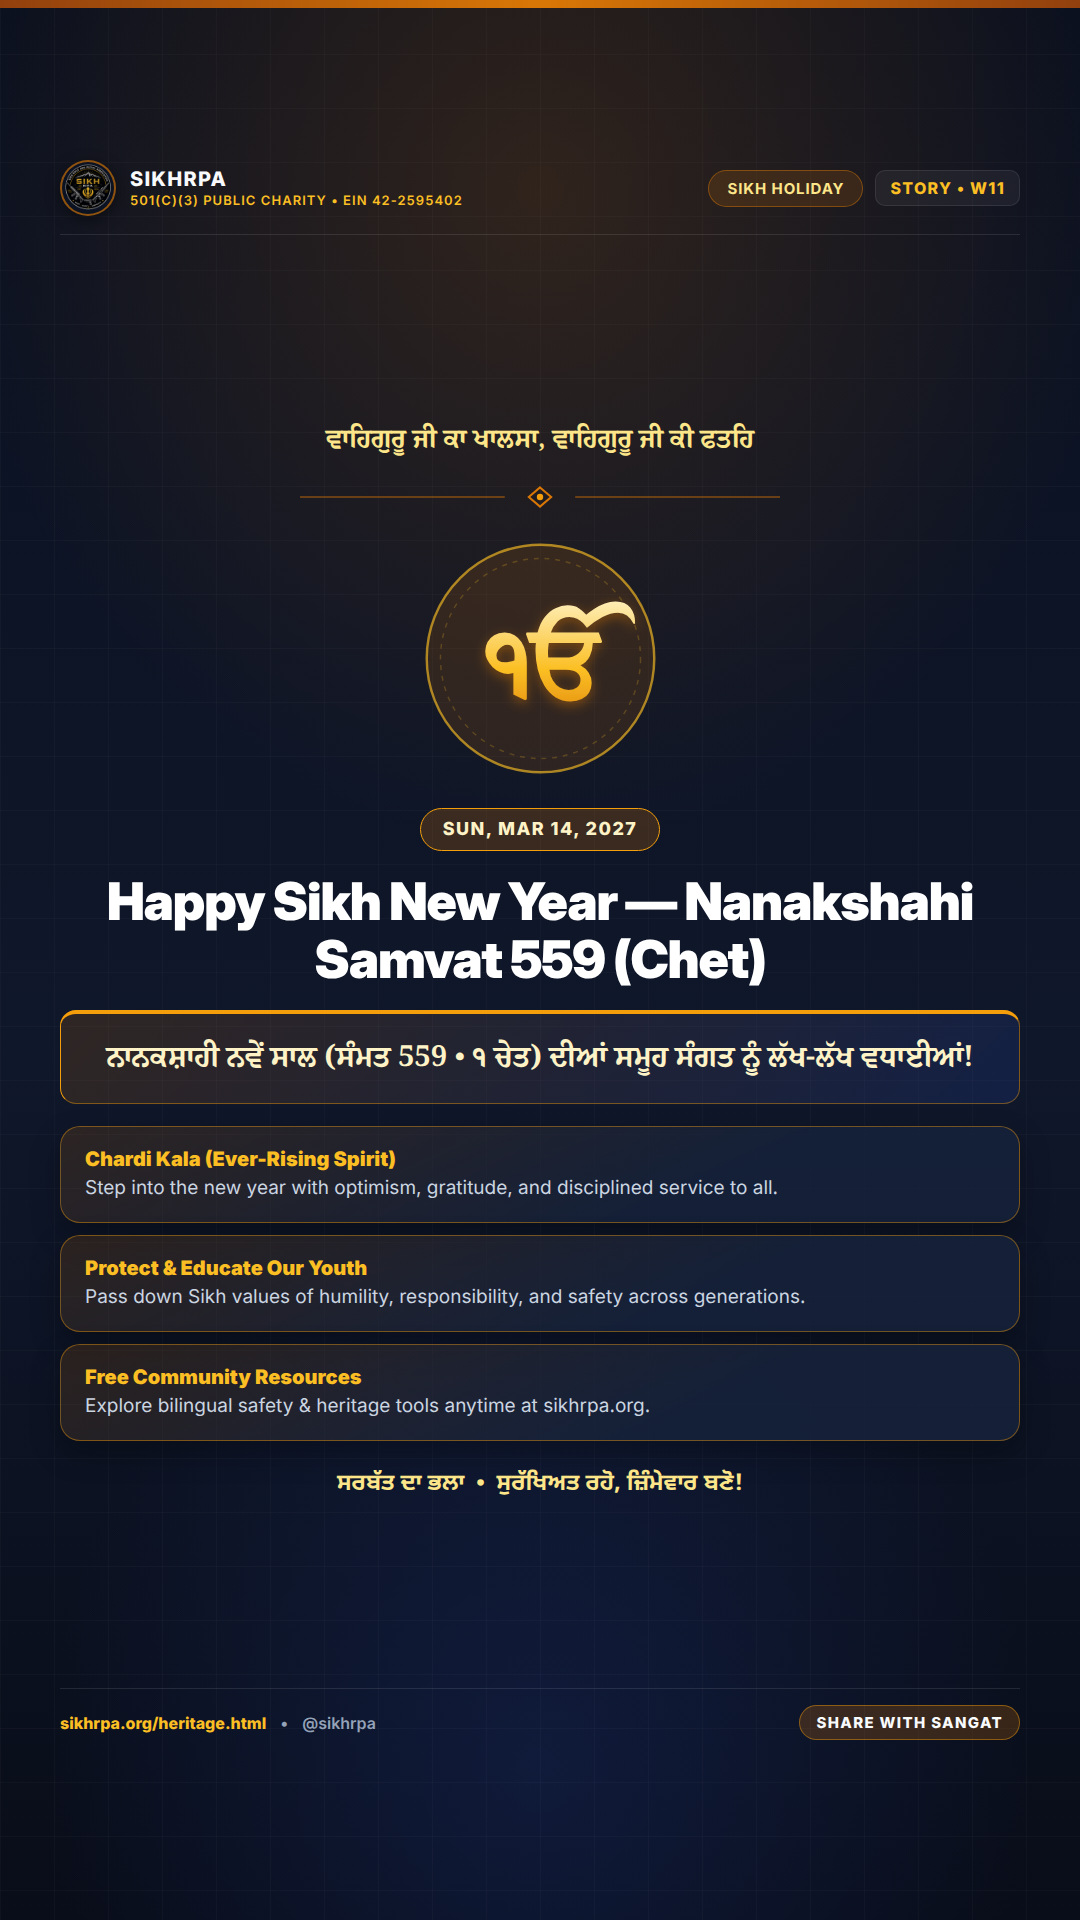 SIKHRPA
501(C)(3) PUBLIC CHARITY • EIN 42-2595402
SIKH HOLIDAY
STORY • W11
ਵਾਹਿਗੁਰੂ ਜੀ ਕਾ ਖਾਲਸਾ, ਵਾਹਿਗੁਰੂ ਜੀ ਕੀ ਫਤਹਿ
ੴ
SUN, MAR 14, 2027
Happy Sikh New Year — Nanakshahi
Samvat 559 (Chet)
ਨਾਨਕਸ਼ਾਹੀ ਨਵੇਂ ਸਾਲ (ਸੰਮਤ 559 • ੧ ਚੇਤ) ਦੀਆਂ ਸਮੂਹ ਸੰਗਤ ਨੂੰ ਲੱਖ-ਲੱਖ ਵਧਾਈਆਂ!
Chardi Kala (Ever-Rising Spirit)
Step into the new year with optimism, gratitude, and disciplined service to all.
Protect & Educate Our Youth
Pass down Sikh values of humility, responsibility, and safety across generations.
Free Community Resources
Explore bilingual safety & heritage tools anytime at sikhrpa.org.
ਸਰਬੱਤ ਦਾ ਭਲਾ • ਸੁਰੱਖਿਅਤ ਰਹੋ, ਜ਼ਿੰਮੇਵਾਰ ਬਣੋ!
sikhrpa.org/heritage.html • @sikhrpa
SHARE WITH SANGAT